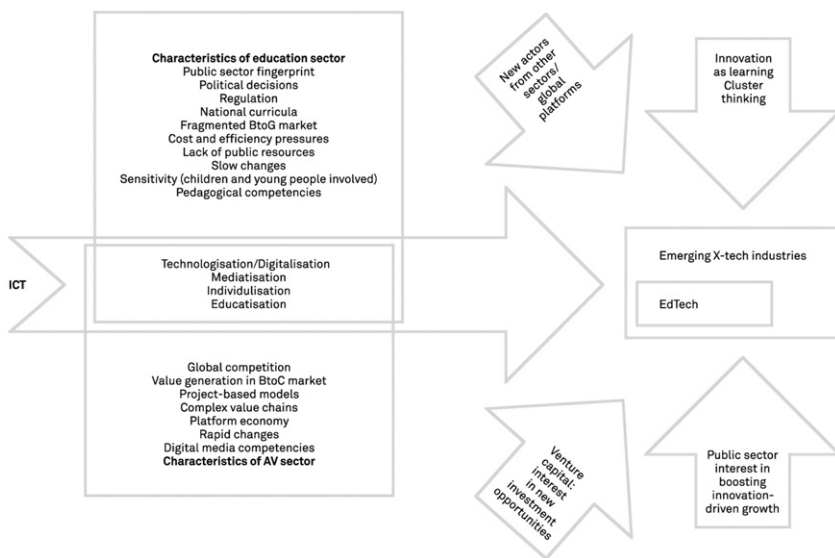 Characteristics of education sector
Public sector fingerprint
Political decisions
Regulation
National curricula
Fragmented BtoG market
Cost and efficiency pressures
Lack of public resources
Slow changes
Sensitivity (children and young people involved)
Pedagogical competencies
ICT
Technologisation/Digitalisation
Mediatisation
Individulisation
Educatisation
Global competition
Value generation in BtoC market
Project-based models
Complex value chains
Platform economy
Rapid changes
Digital media competencies
Characteristics of AV sector
New actors
from other
sectors/
global
platforms
Innovation
as learning
Cluster
thinking
Emerging X-tech industries
EdTech
Venture
capital:
interest
in new
investment
opportunities
Public sector
interest in
boosting
innovation-
driven growth